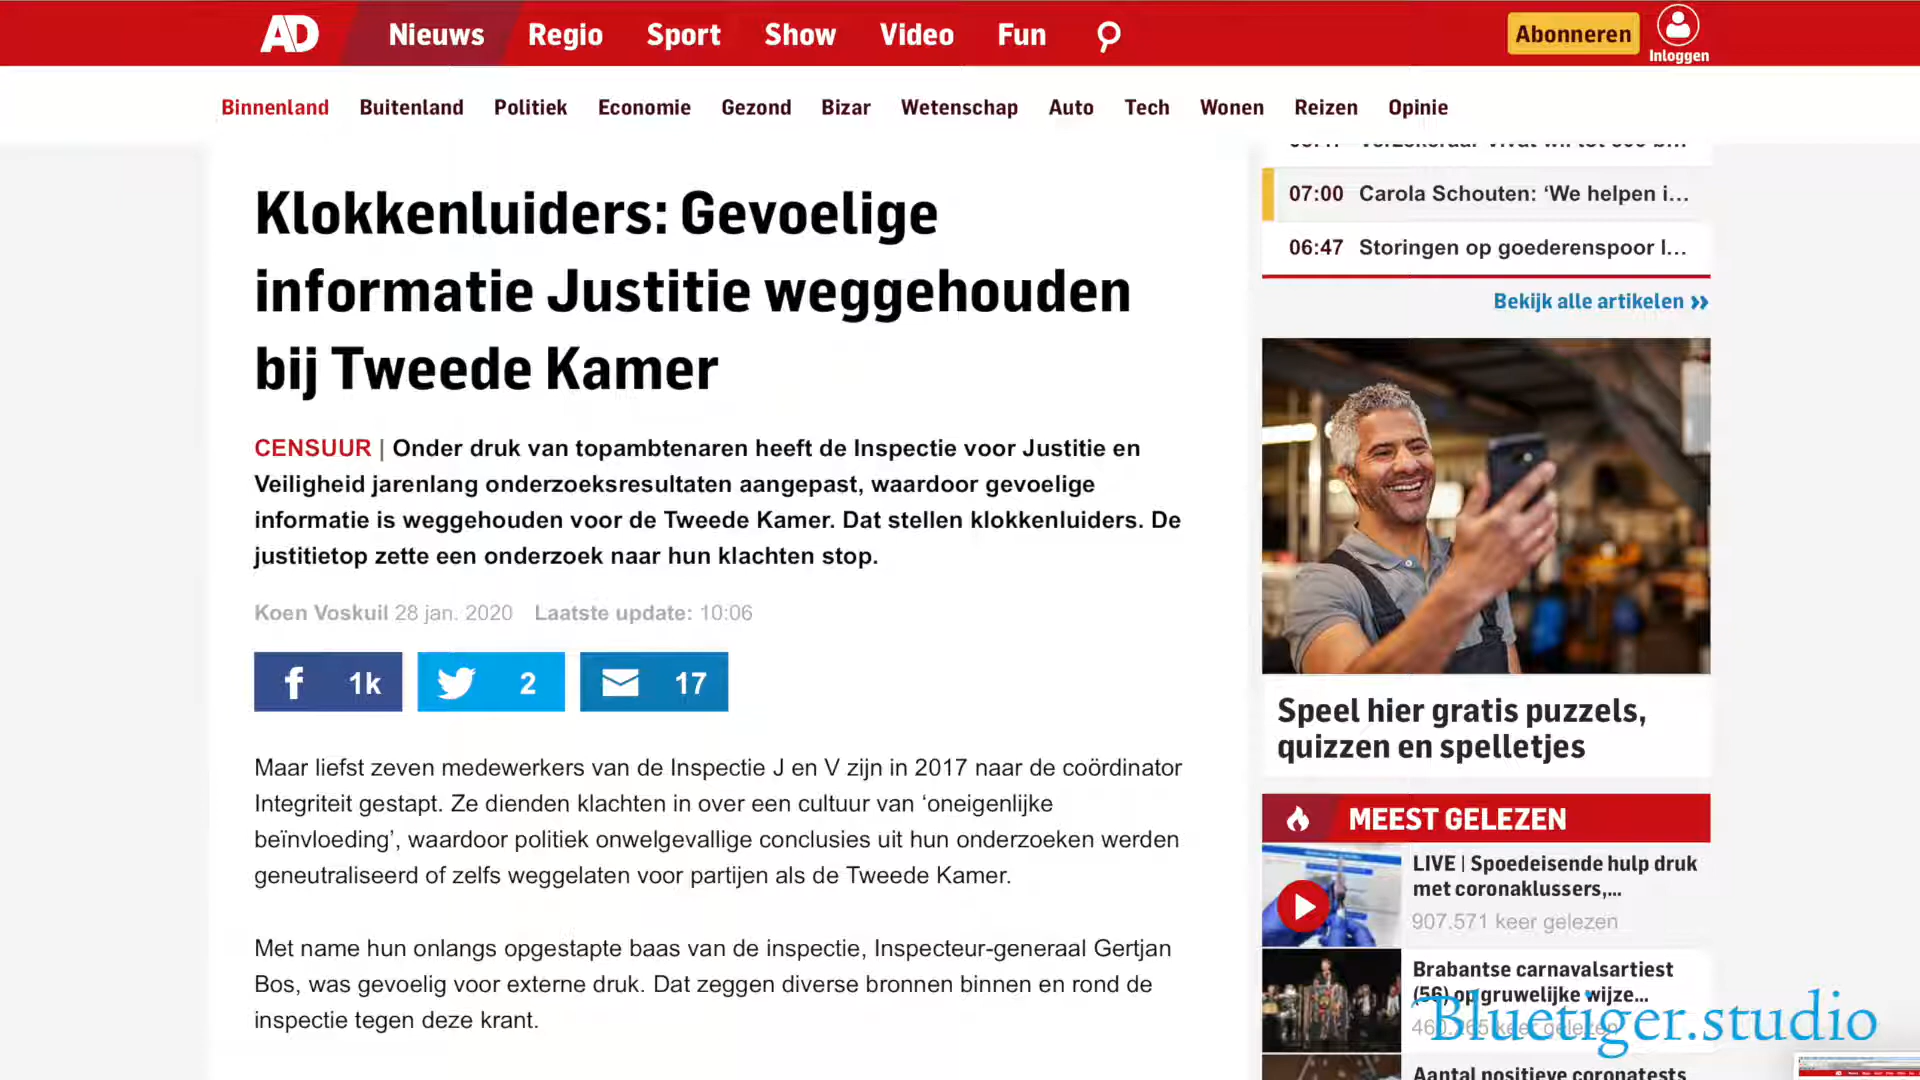 AD Nieuws Regio Sport Show Video Fun Abonneren Inloggen
Binnenland Buitenland Politiek Economie Gezond Bizar Wetenschap Auto Tech Wonen Reizen Opinie
Klokkenluiders: Gevoelige
informatie Justitie weggehouden
bij Tweede Kamer
CENSUUR | Onder druk van topambtenaren heeft de Inspectie voor Justitie en
Veiligheid jarenlang onderzoeksresultaten aangepast, waardoor gevoelige
informatie is weggehouden voor de Tweede Kamer. Dat stellen klokkenluiders. De
justitietop zette een onderzoek naar hun klachten stop.
Koen Voskuil 28 jan. 2020 Laatste update: 10:06
1k 2 17
Maar liefst zeven medewerkers van de Inspectie J en V zijn in 2017 naar de coördinator
Integriteit gestapt. Ze dienden klachten in over een cultuur van ‘oneigenlijke
beïnvloeding’, waardoor politiek onwelgevallige conclusies uit hun onderzoeken werden
geneutraliseerd of zelfs weggelaten voor partijen als de Tweede Kamer.
Met name hun onlangs opgestapte baas van de inspectie, Inspecteur-generaal Gertjan
Bos, was gevoelig voor externe druk. Dat zeggen diverse bronnen binnen en rond de
inspectie tegen deze krant.
07:00 Carola Schouten: ‘We helpen i...
06:47 Storingen op goederenspoor l...
Bekijk alle artikelen
Speel hier gratis puzzels,
quizzen en spelletjes
MEEST GELEZEN
LIVE | Spoedeisende hulp druk
met coronaklussers,...
907.571 keer gelezen
Brabantse carnavalsartiest
(56) op gruwelijke wijze...
keer gelezen
Bluetiger.studio
Aantal positieve coronatests